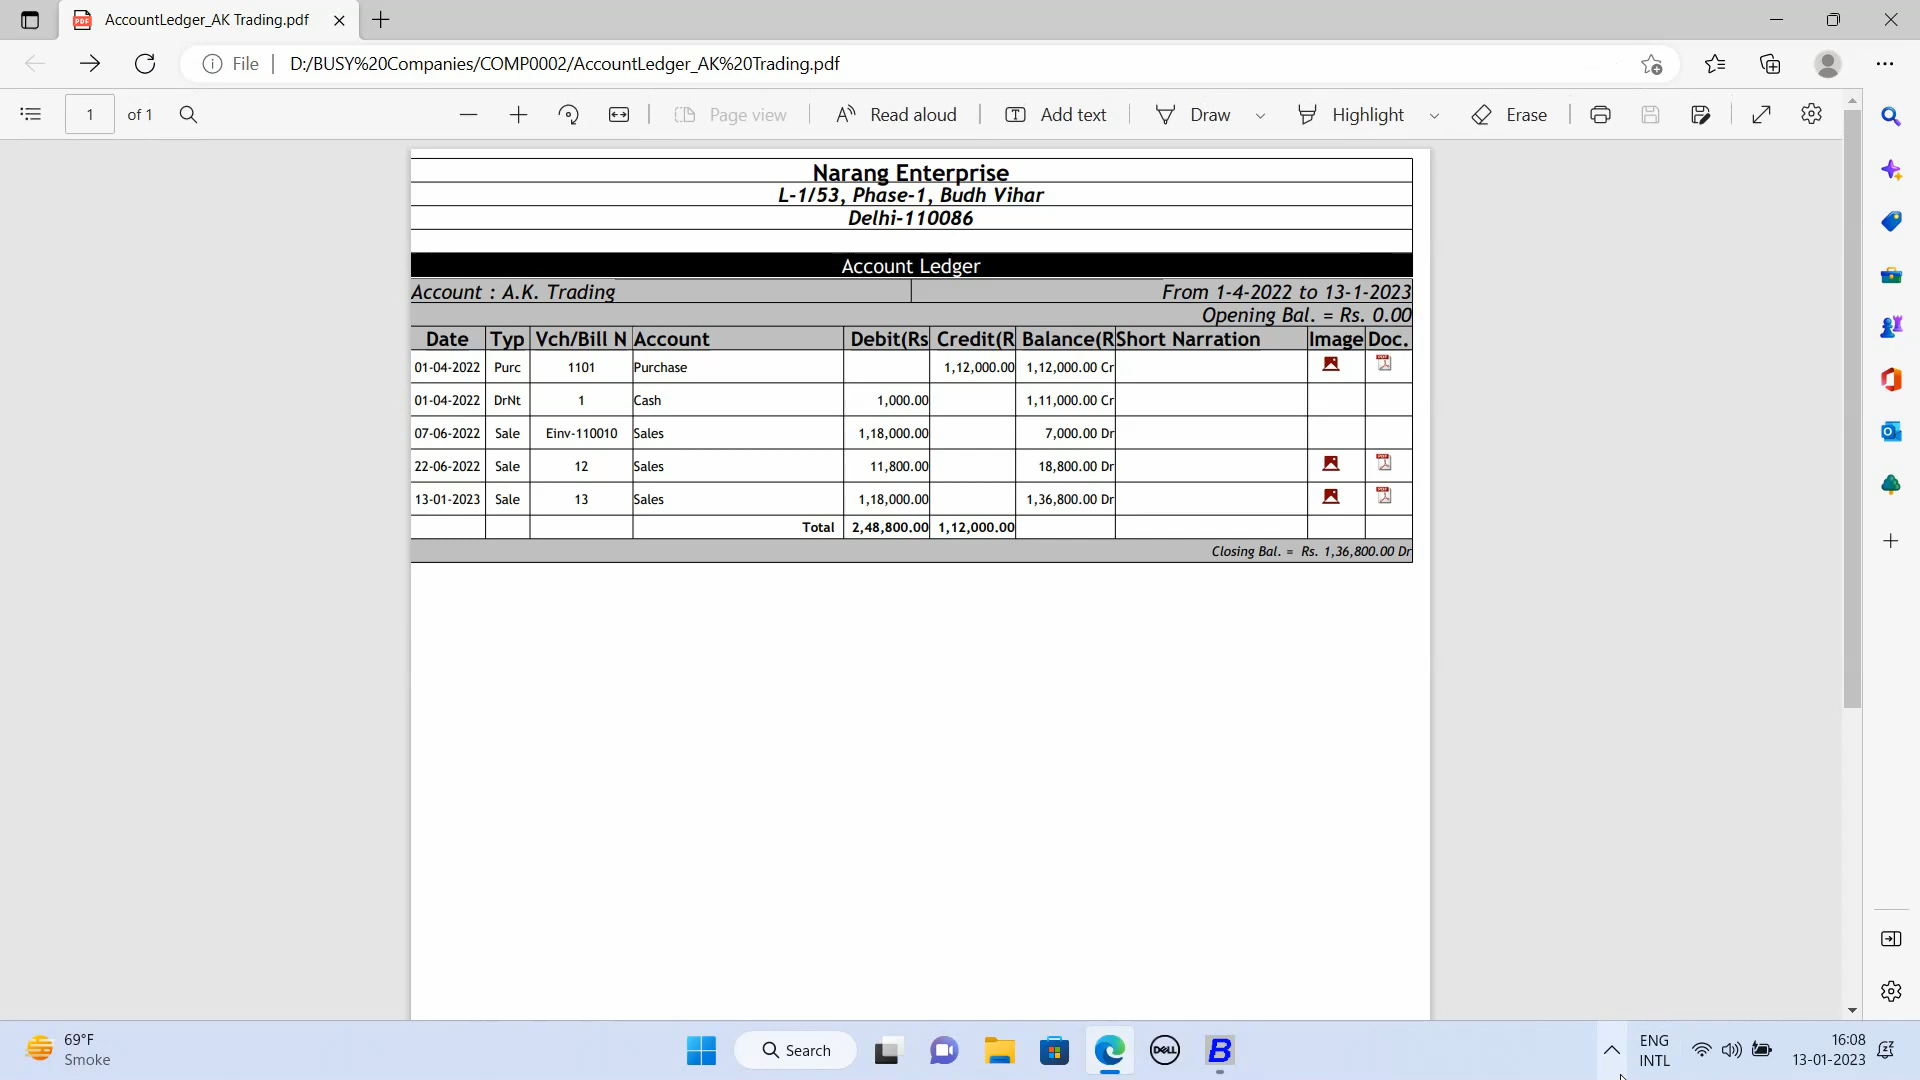 AccountLedger_AK Trading.pdf
File
D:/BUSY%20Companies/COMP0002/AccountLedger_AK%20Trading.pdf
1 of 1 Page view Read aloud Add text Draw Highlight Erase
Narang Enterprise
L-1/53, Phase-1, Budh Vihar
Delhi-110086
Account Ledger
Account : A.K. Trading From 1-4-2022 to 13-1-2023
Opening Bal. = Rs. 0.00
Date Typ Vch/Bill N Account Debit(Rs Credit(R Balance(R Short Narration Image Doc.
01-04-2022 Purc 1101 Purchase 1,12,000.00 1,12,000.00 Cr
01-04-2022 DrNt 1 Cash 1,000.00 1,11,000.00 Cr
07-06-2022 Sale Einv-110010 Sales 1,18,000.00 7,000.00 Dr
22-06-2022 Sale 12 Sales 11,800.00 18,800.00 Dr
13-01-2023 Sale 13 Sales 1,18,000.00 1,36,800.00 Dr
Total 2,48,800.00 1,12,000.00
Closing Bal. = Rs. 1,36,800.00 Dr
69°F
Smoke
Search
DELL
B
ENG
INTL
16:08
13-01-2023